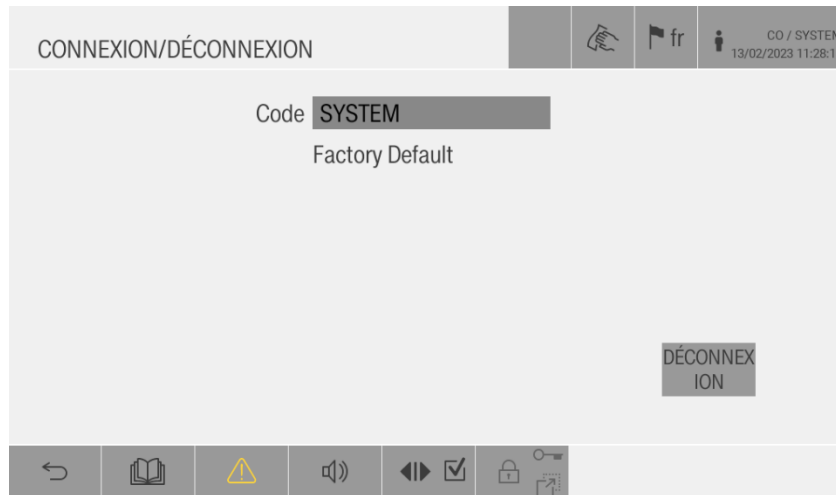 CONNEXION/DÉCONNEXION
fr
CO / SYSTEM
13/02/2023 11:28:1
Code SYSTEM
Factory Default
DÉCONNEX
ION